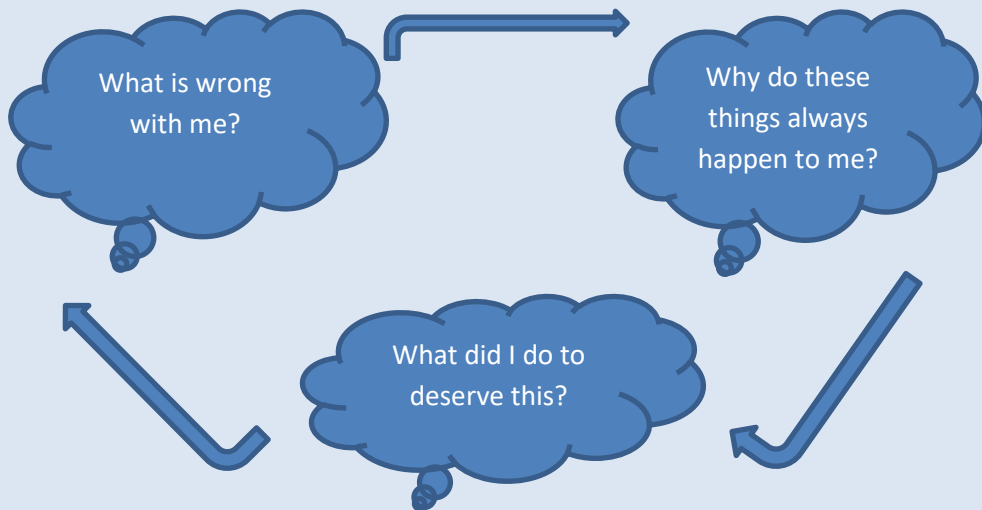 What is wrong
with me?
Why do these
things always
happen to me?
What did I do to
deserve this?